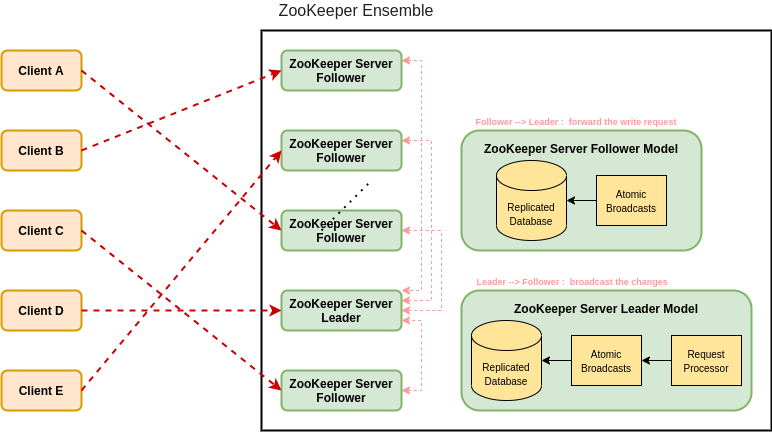 ZooKeeper Ensemble
Client A
Client B
Client C
Client D
Client E
ZooKeeper Server
Follower
ZooKeeper Server
Follower
ZooKeeper Server
Follower
ZooKeeper Server
Leader
ZooKeeper Server
Follower
Follower --> Leader : forward the write request
ZooKeeper Server Follower Model
Replicated
Database
Atomic
Broadcasts
Leader --> Follower : broadcast the changes
ZooKeeper Server Leader Model
Replicated
Database
Atomic
Broadcasts
Request
Processor